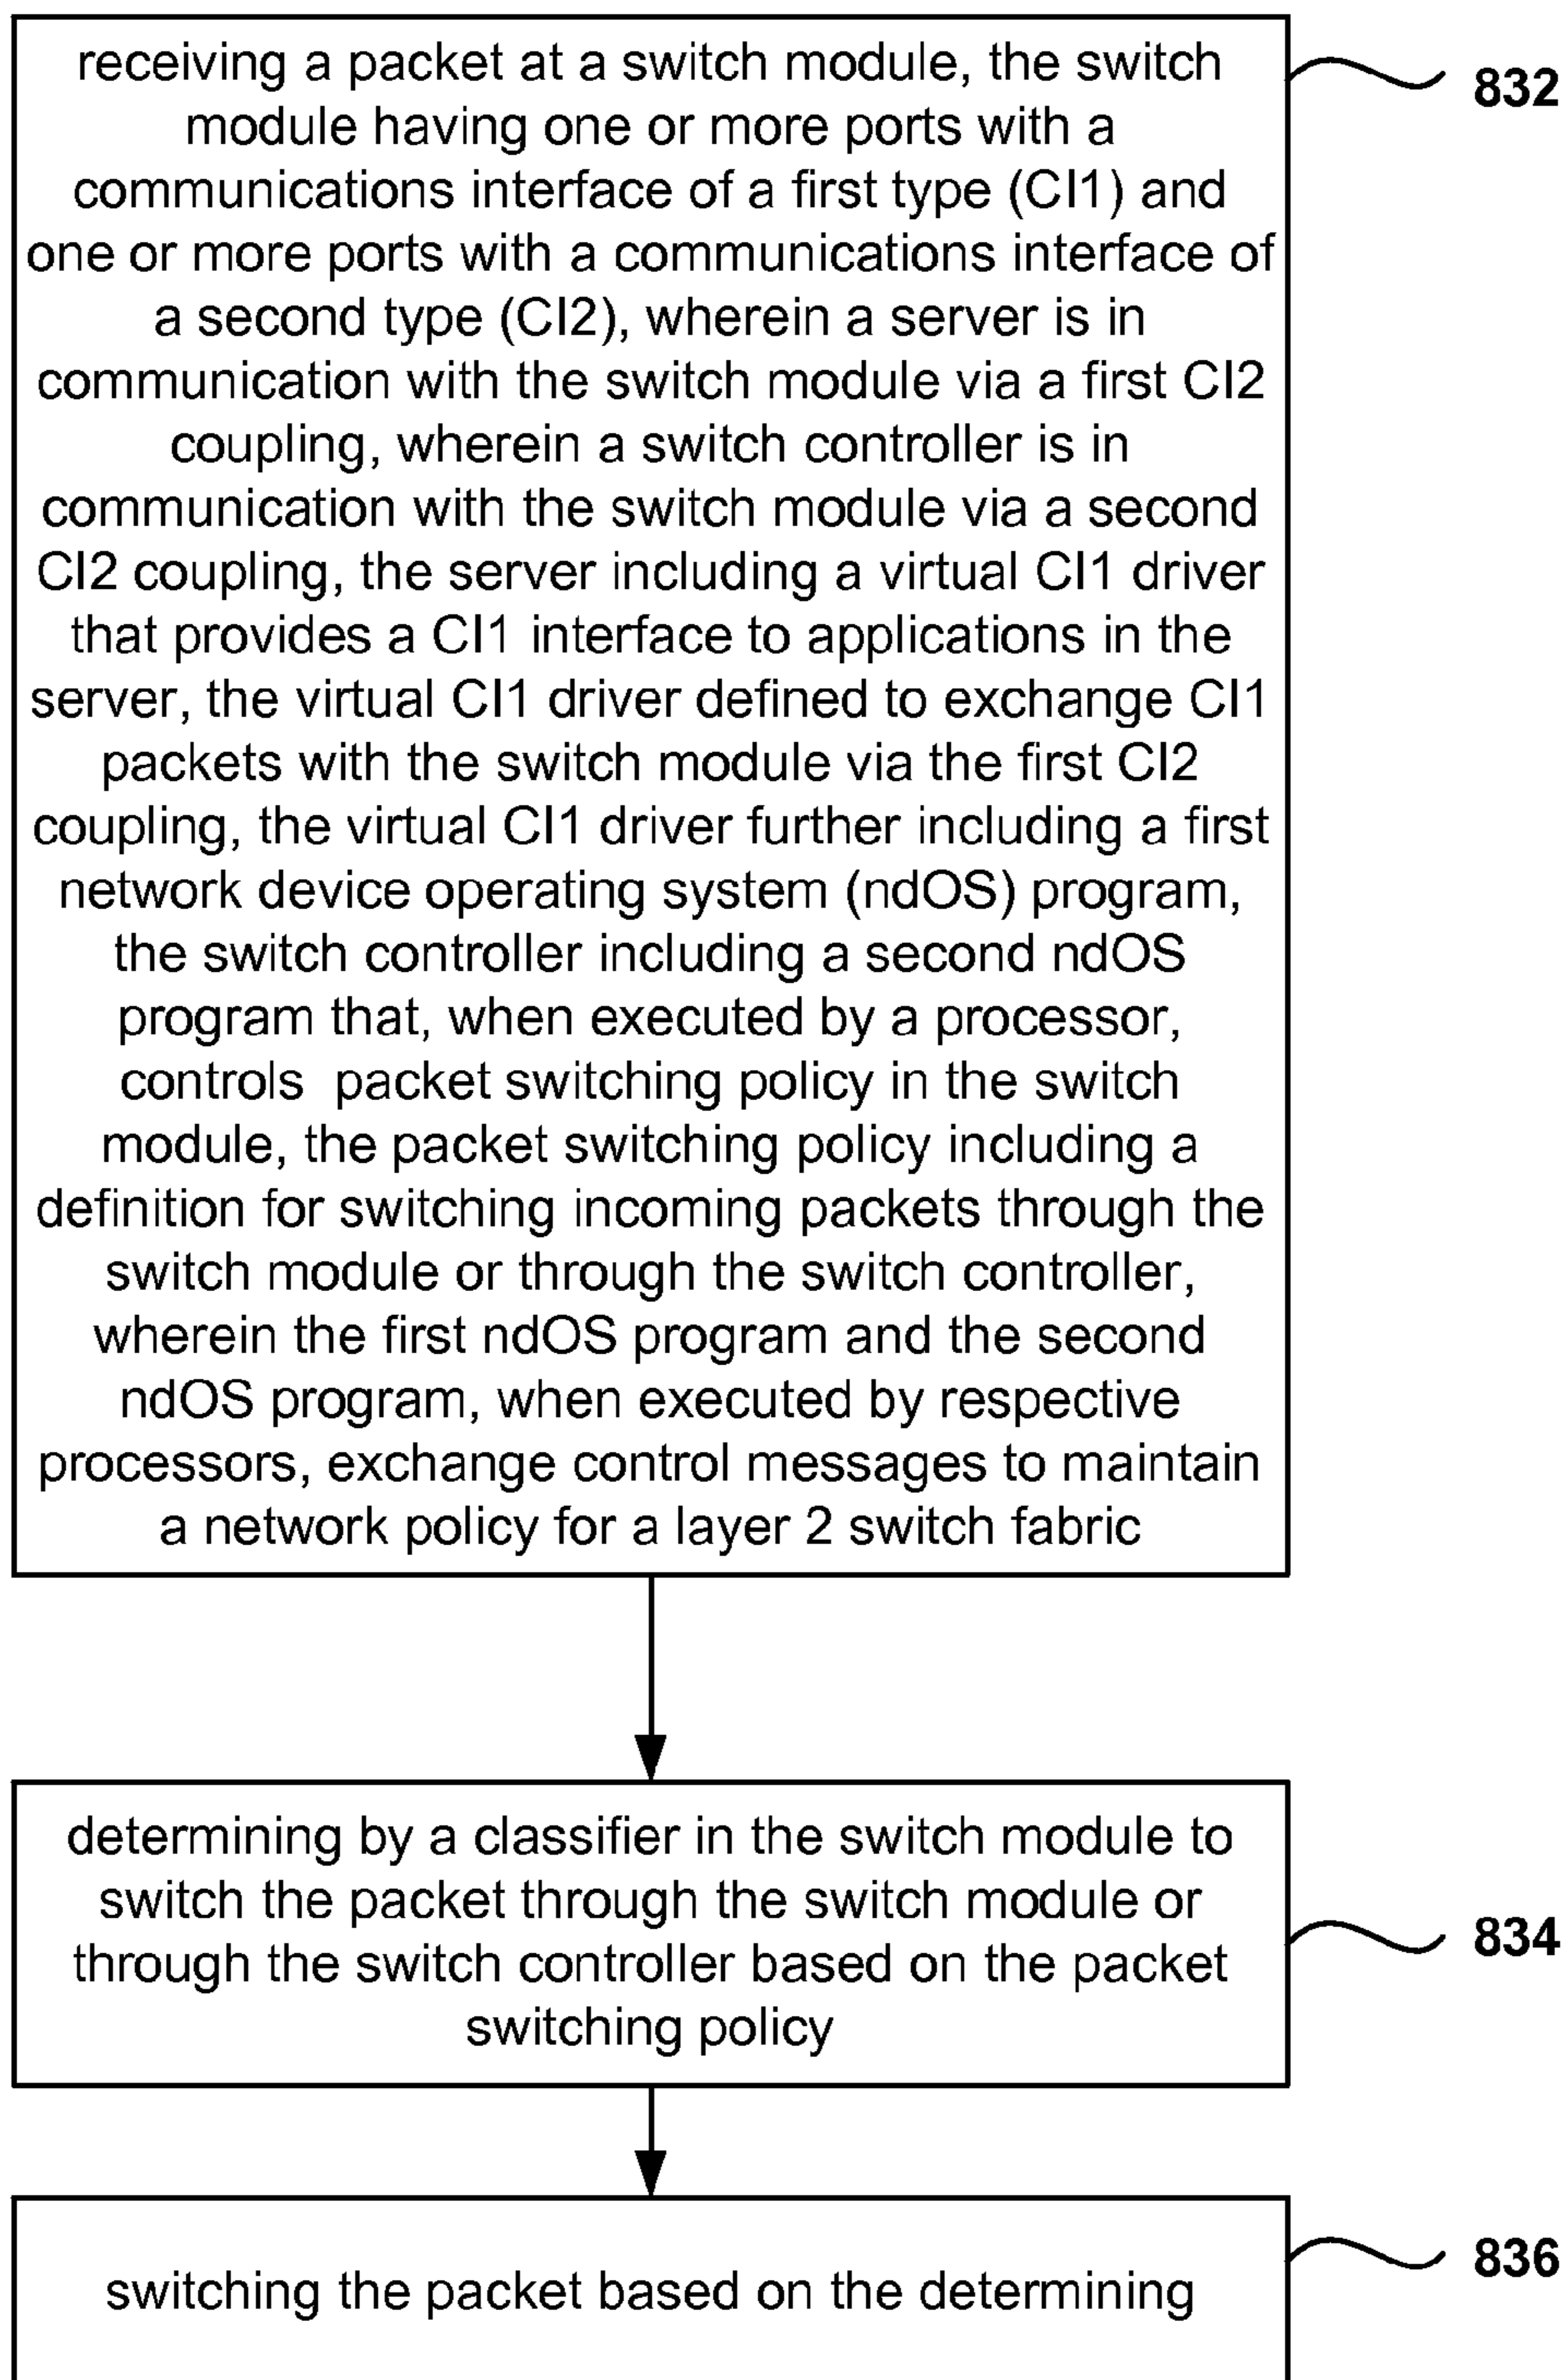 receiving a packet at a switch module, the switch
module having one or more ports with a
communications interface of a first type (CI1) and
one or more ports with a communications interface of
a second type (CI2), wherein a server is in
communication with the switch module via a first CI2
coupling, wherein a switch controller is in
communication with the switch module via a second
CI2 coupling, the server including a virtual CI1 driver
that provides a CI1 interface to applications in the
server, the virtual CI1 driver defined to exchange CI1
packets with the switch module via the first CI2
coupling, the virtual CI1 driver further including a first
network device operating system (ndOS) program,
the switch controller including a second ndOS
program that, when executed by a processor,
controls  packet switching policy in the switch
module, the packet switching policy including a
definition for switching incoming packets through the
switch module or through the switch controller,
wherein the first ndOS program and the second
ndOS program, when executed by respective
processors, exchange control messages to maintain
a network policy for a layer 2 switch fabric
832
determining by a classifier in the switch module to
switch the packet through the switch module or
through the switch controller based on the packet
switching policy
834
switching the packet based on the determining
836